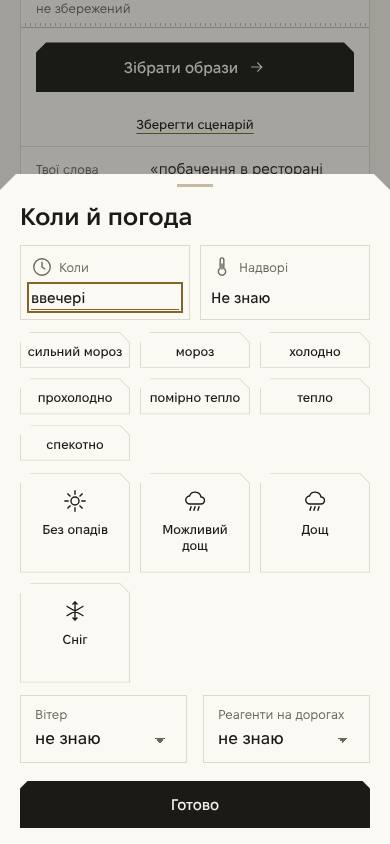 не збережений
Зібрати образи →
Зберегти сценарій
Твої слова «побачення в ресторані
Коли й погода
Коли
ввечері
Надворі
Не знаю
сильний мороз
мороз
холодно
прохолодно
помірно тепло
тепло
спекотно
Без опадів
Можливий
дощ
Дощ
Сніг
Вітер
не знаю
Реагенти на дорогах
не знаю
Готово